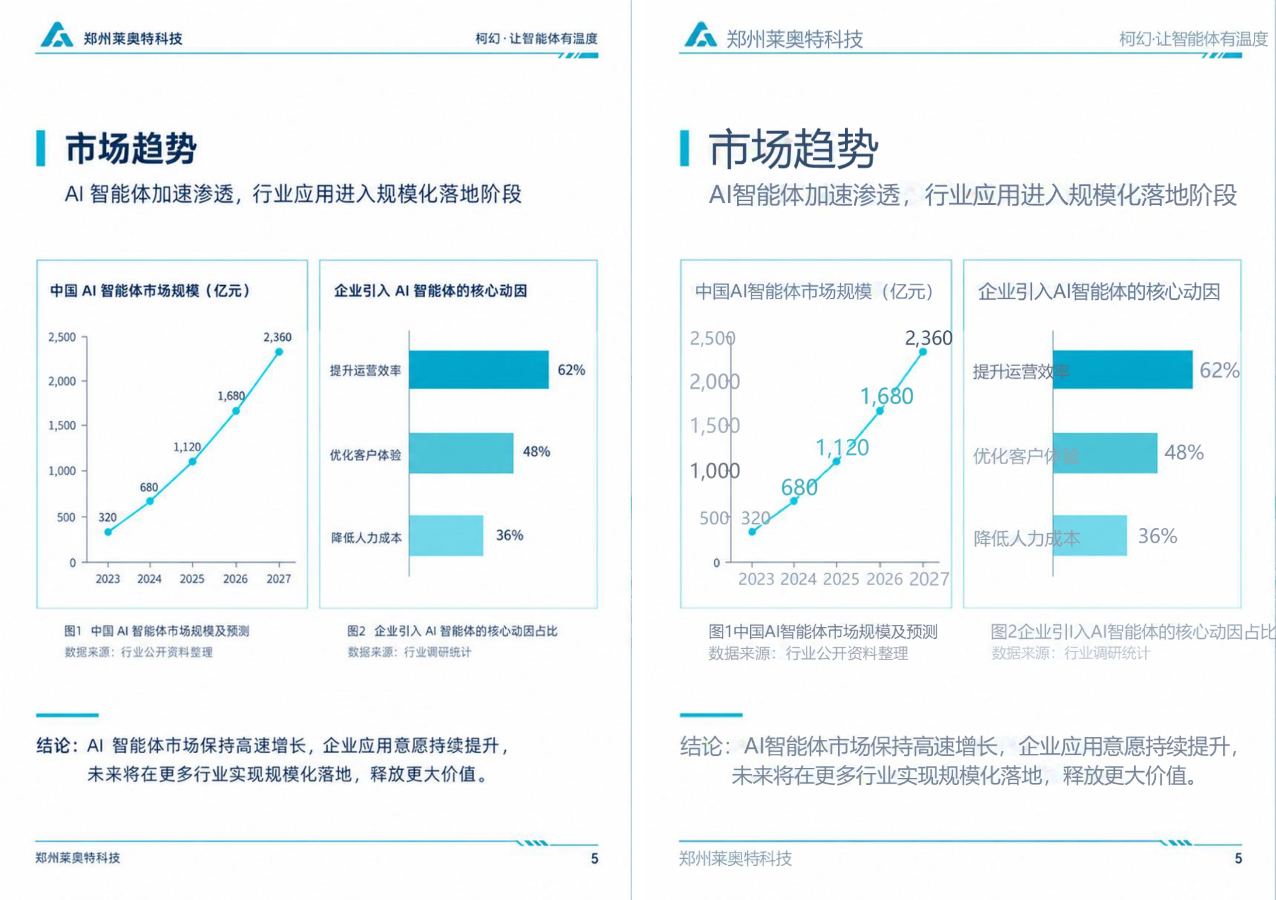 郑州莱奥特科技
柯幻·让智能体有温度
市场趋势
AI 智能体加速渗透，行业应用进入规模化落地阶段
中国 AI 智能体市场规模（亿元）
2,500
2,000
1,500
1,000
500
0
320
680
1,120
1,680
2,360
2023 2024 2025 2026 2027
企业引入 AI 智能体的核心动因
提升运营效率 62%
优化客户体验 48%
降低人力成本 36%
图1 中国 AI 智能体市场规模及预测
数据来源：行业公开资料整理
图2 企业引入 AI 智能体的核心动因占比
数据来源：行业调研统计
结论：AI 智能体市场保持高速增长，企业应用意愿持续提升，
未来将在更多行业实现规模化落地，释放更大价值。
郑州莱奥特科技
5
郑州莱奥特科技
柯幻·让智能体有温度
市场趋势
AI智能体加速渗透，行业应用进入规模化落地阶段
中国AI智能体市场规模（亿元）
2,500
2,000
1,500
1,000
500
0
320
680
1,120
1,680
2,360
2023 2024 2025 2026 2027
企业引入AI智能体的核心动因
提升运营效率 62%
优化客户体验 48%
降低人力成本 36%
图1中国AI智能体市场规模及预测
数据来源：行业公开资料整理
图2企业引I入AI智能体的核心动因占比
数据来源：行业调研统计
结论：AI智能体市场保持高速增长，企业应用意愿持续提升，
未来将在更多行业实现规模化落地，释放更大价值。
郑州莱奥特科技
5